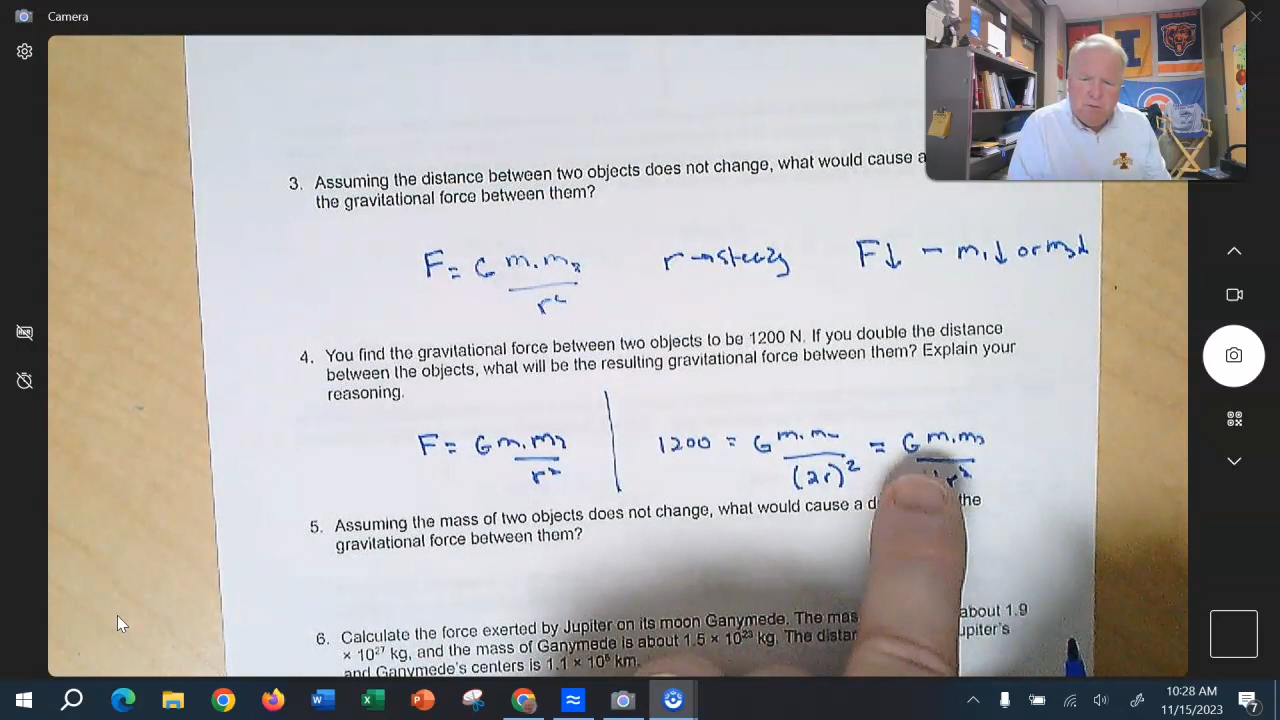 Camera
BEARS
3. Assuming the distance between two objects does not change, what would cause a
the gravitational force between them?
F = G m₁m₂ / r² r → steady F↓ – m₁↓ or m₂↓
4. You find the gravitational force between two objects to be 1200 N. If you double the distance
between the objects, what will be the resulting gravitational force between them? Explain your
reasoning.
F = G m₁m₂ / r² 1200 = G m₁m₂ / (2r)² = G m₁m₂ / 4r²
5. Assuming the mass of two objects does not change, what would cause a the
gravitational force between them?
6. Calculate the force exerted by Jupiter on its moon Ganymede. The about 1.9
× 10²⁷ kg, and the mass of Ganymede is about 1.5 × 10²³ kg. The
and Ganymede's centers is 1.1 × 10⁶ km.
10:28 AM
11/15/2023
7